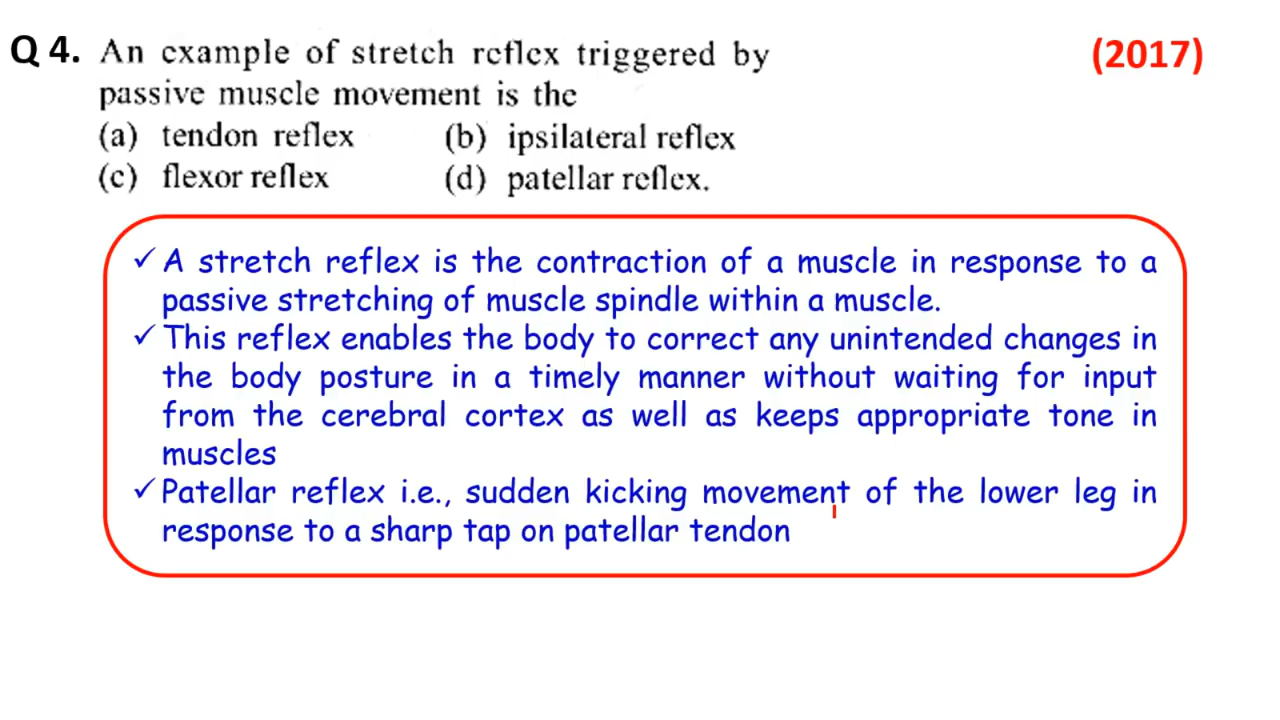 Q 4. An example of stretch reflex triggered by (2017)
passive muscle movement is the
(a) tendon reflex (b) ipsilateral reflex
(c) flexor reflex (d) patellar reflex.
✓ A stretch reflex is the contraction of a muscle in response to a
passive stretching of muscle spindle within a muscle.
✓ This reflex enables the body to correct any unintended changes in
the body posture in a timely manner without waiting for input
from the cerebral cortex as well as keeps appropriate tone in
muscles
✓ Patellar reflex i.e., sudden kicking movement of the lower leg in
response to a sharp tap on patellar tendon